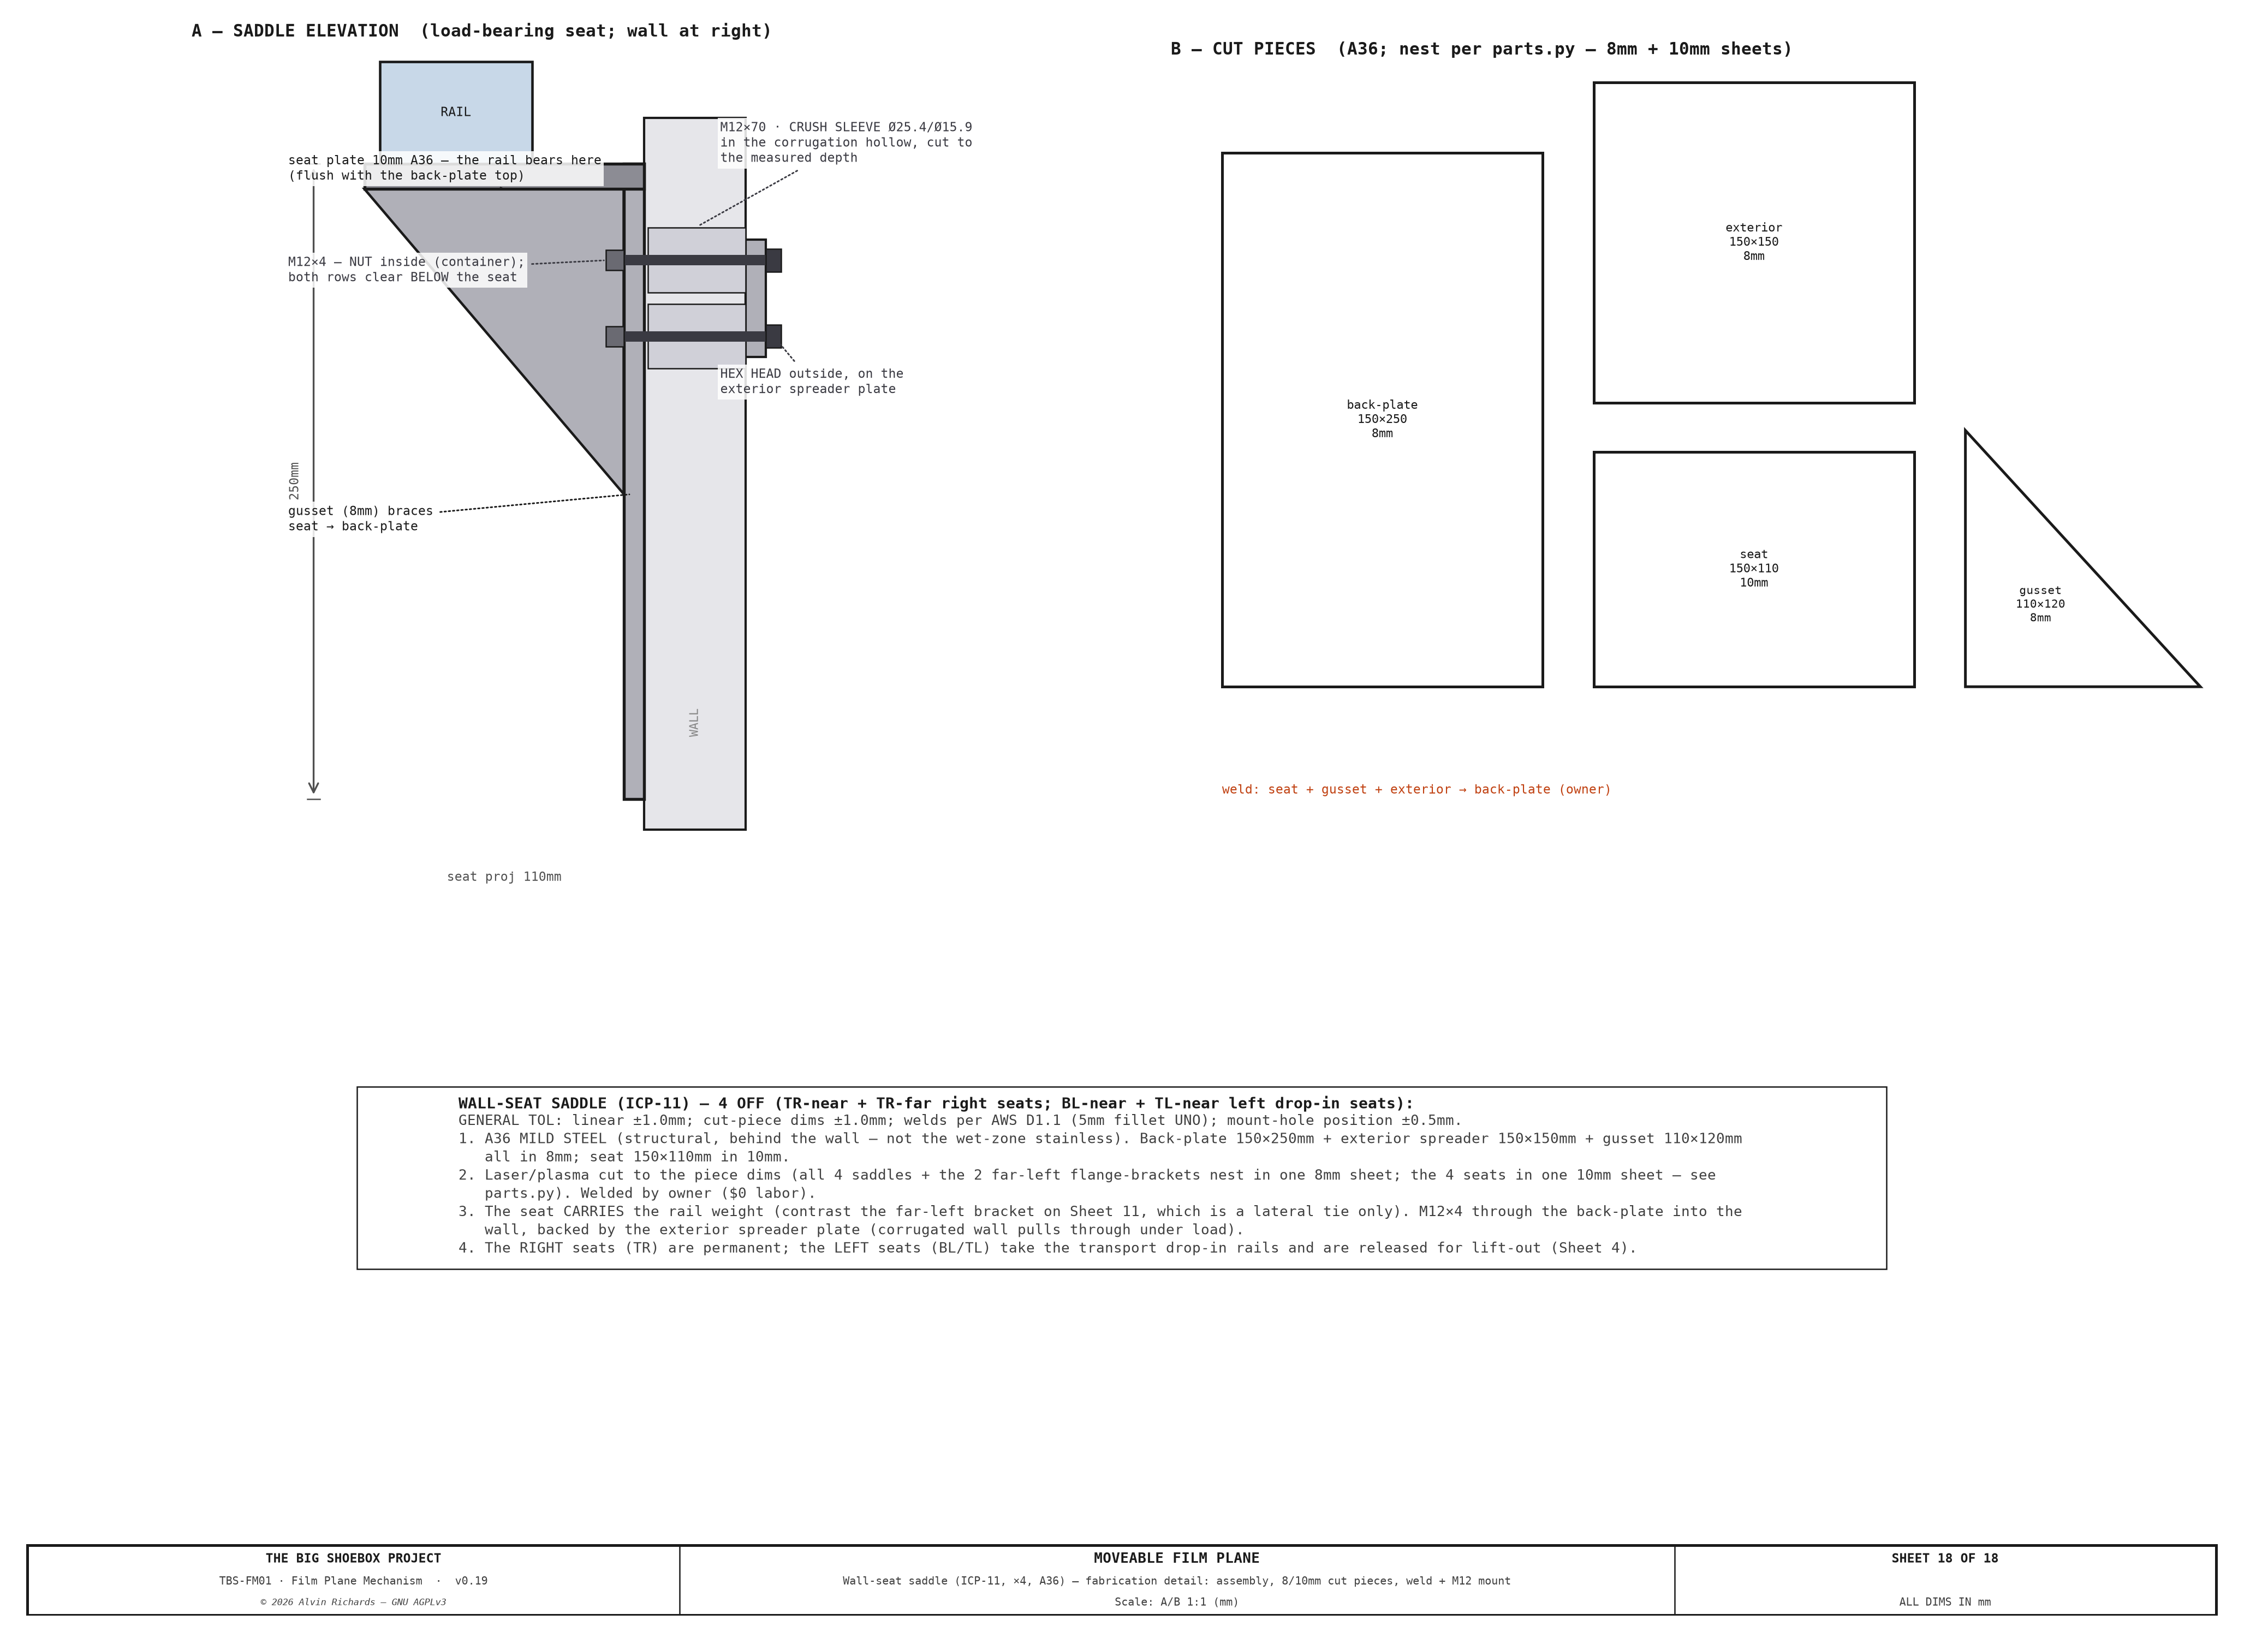 A — SADDLE ELEVATION (load-bearing seat; wall at right)
RAIL
seat plate 10mm A36 — the rail bears here
(flush with the back-plate top)
M12×70 · CRUSH SLEEVE Ø25.4/Ø15.9
in the corrugation hollow, cut to
the measured depth
M12×4 — NUT inside (container);
both rows clear BELOW the seat
HEX HEAD outside, on the
exterior spreader plate
250mm
gusset (8mm) braces
seat → back-plate
WALL
seat proj 110mm
B — CUT PIECES (A36; nest per parts.py — 8mm + 10mm sheets)
back-plate
150×250
8mm
exterior
150×150
8mm
seat
150×110
10mm
gusset
110×120
8mm
weld: seat + gusset + exterior → back-plate (owner)
WALL-SEAT SADDLE (ICP-11) — 4 OFF (TR-near + TR-far right seats; BL-near + TL-near left drop-in seats):
GENERAL TOL: linear ±1.0mm; cut-piece dims ±1.0mm; welds per AWS D1.1 (5mm fillet UNO); mount-hole position ±0.5mm.
1. A36 MILD STEEL (structural, behind the wall — not the wet-zone stainless). Back-plate 150×250mm + exterior spreader 150×150mm + gusset 110×120mm
all in 8mm; seat 150×110mm in 10mm.
2. Laser/plasma cut to the piece dims (all 4 saddles + the 2 far-left flange-brackets nest in one 8mm sheet; the 4 seats in one 10mm sheet — see
parts.py). Welded by owner ($0 labor).
3. The seat CARRIES the rail weight (contrast the far-left bracket on Sheet 11, which is a lateral tie only). M12×4 through the back-plate into the
wall, backed by the exterior spreader plate (corrugated wall pulls through under load).
4. The RIGHT seats (TR) are permanent; the LEFT seats (BL/TL) take the transport drop-in rails and are released for lift-out (Sheet 4).
THE BIG SHOEBOX PROJECT
TBS-FM01 · Film Plane Mechanism · v0.19
© 2026 Alvin Richards — GNU AGPLv3
MOVEABLE FILM PLANE
Wall-seat saddle (ICP-11, ×4, A36) — fabrication detail: assembly, 8/10mm cut pieces, weld + M12 mount
Scale: A/B 1:1 (mm)
SHEET 18 OF 18
ALL DIMS IN mm